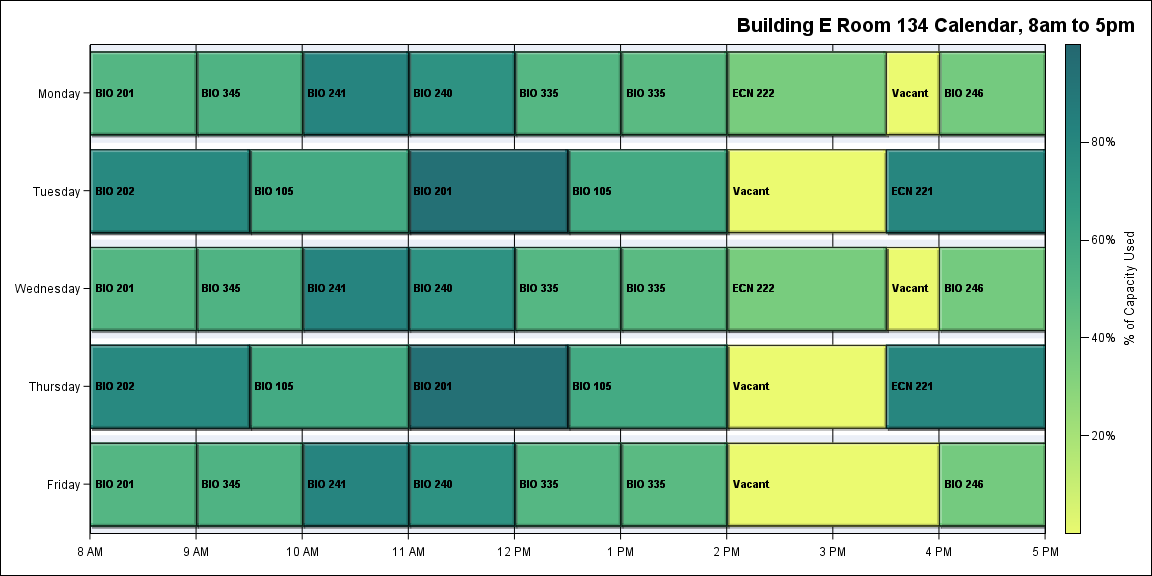 Building E Room 134 Calendar, 8am to 5pm
Monday
BIO 201
BIO 345
BIO 241
BIO 240
BIO 335
BIO 335
ECN 222
Vacant
BIO 246
Tuesday
BIO 202
BIO 105
BIO 201
BIO 105
Vacant
ECN 221
Wednesday
BIO 201
BIO 345
BIO 241
BIO 240
BIO 335
BIO 335
ECN 222
Vacant
BIO 246
Thursday
BIO 202
BIO 105
BIO 201
BIO 105
Vacant
ECN 221
Friday
BIO 201
BIO 345
BIO 241
BIO 240
BIO 335
BIO 335
Vacant
BIO 246
8 AM
9 AM
10 AM
11 AM
12 PM
1 PM
2 PM
3 PM
4 PM
5 PM
80%
60%
40%
20%
% of Capacity Used